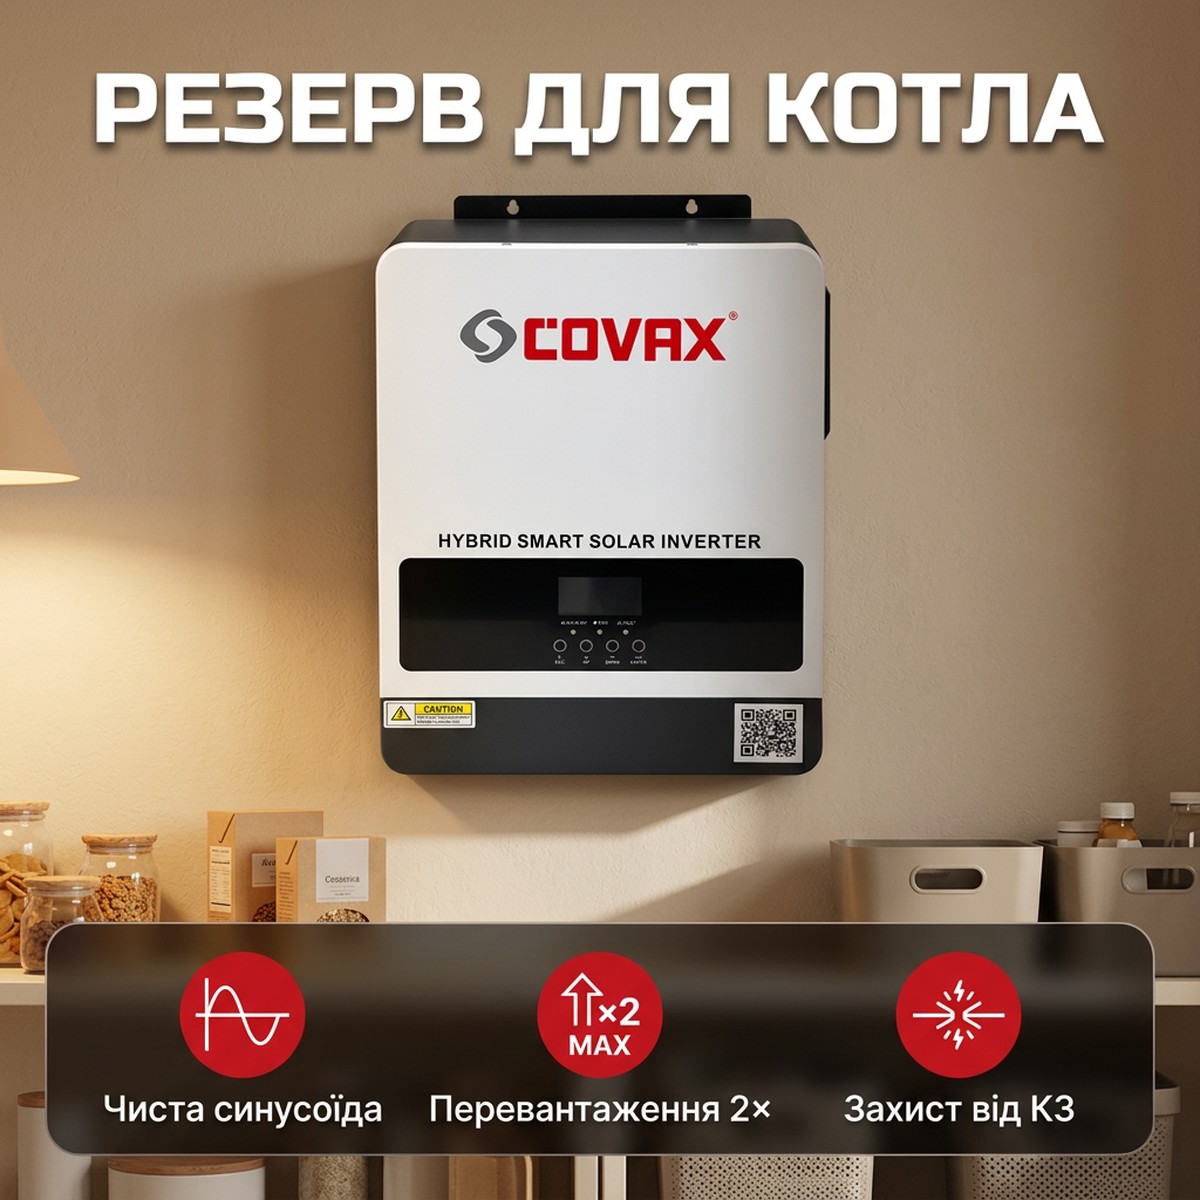 РЕЗЕРВ ДЛЯ КОТЛА
COVAX®
HYBRID SMART SOLAR INVERTER
CAUTION
×2
MAX
Чиста синусоїда
Перевантаження 2×
Захист від КЗ